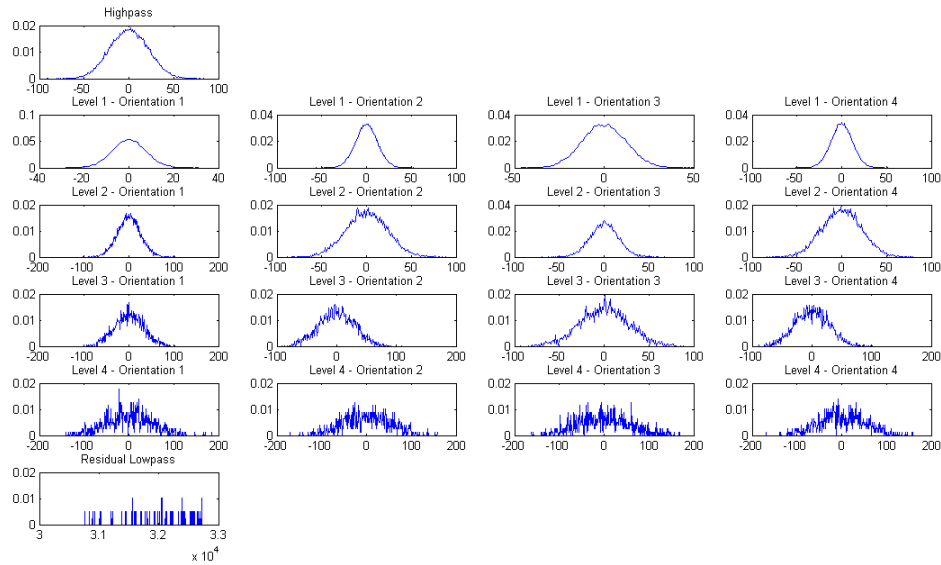 Highpass
0.02
0.01
0
-100 -50 0 50 100
Level 1 - Orientation 1 Level 1 - Orientation 2 Level 1 - Orientation 3 Level 1 - Orientation 4
0.1 0.04 0.04 0.04
0.05 0.02 0.02 0.02
0 0 0 0
-40 -20 0 20 40 -100 -50 0 50 100 -50 0 50 -100 -50 0 50 100
Level 2 - Orientation 1 Level 2 - Orientation 2 Level 2 - Orientation 3 Level 2 - Orientation 4
0.02 0.02 0.04 0.02
0.01 0.01 0.02 0.01
0 0 0 0
-200 -100 0 100 200 -100 -50 0 50 100 -100 -50 0 50 100 -100 -50 0 50 100
Level 3 - Orientation 1 Level 3 - Orientation 2 Level 3 - Orientation 3 Level 3 - Orientation 4
0.02 0.02 0.02 0.02
0.01 0.01 0.01 0.01
0 0 0 0
-200 -100 0 100 200 -100 0 100 200 -100 -50 0 50 100 -100 0 100 200
Level 4 - Orientation 1 Level 4 - Orientation 2 Level 4 - Orientation 3 Level 4 - Orientation 4
0.02 0.02 0.02 0.02
0.01 0.01 0.01 0.01
0 0 0 0
-200 -100 0 100 200 -200 -100 0 100 200 -200 -100 0 100 200 -200 -100 0 100 200
Residual Lowpass
0.02
0.01
0
3 3.1 3.2 3.3
x 10^4